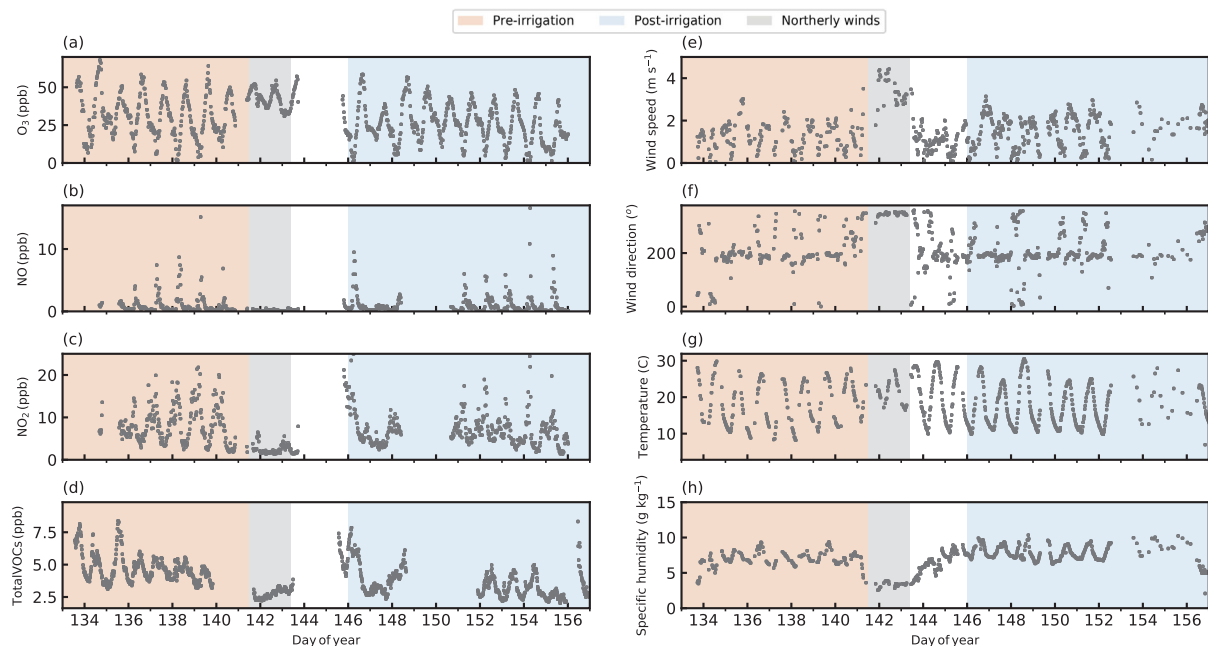 Pre-irrigation Post-irrigation Northerly winds
(a)
O₃ (ppb)
50
25
0
(b)
NO (ppb)
10
0
(c)
NO₂ (ppb)
20
10
0
(d)
TotalVOCs (ppb)
7.5
5.0
2.5
134 136 138 140 142 144 146 148 150 152 154 156
Day of year
(e)
Wind speed (m s⁻¹)
4
2
0
(f)
Wind direction (°)
200
0
(g)
Temperature (C)
30
20
10
(h)
Specific humidity (g kg⁻¹)
15
10
5
0
134 136 138 140 142 144 146 148 150 152 154 156
Day of year